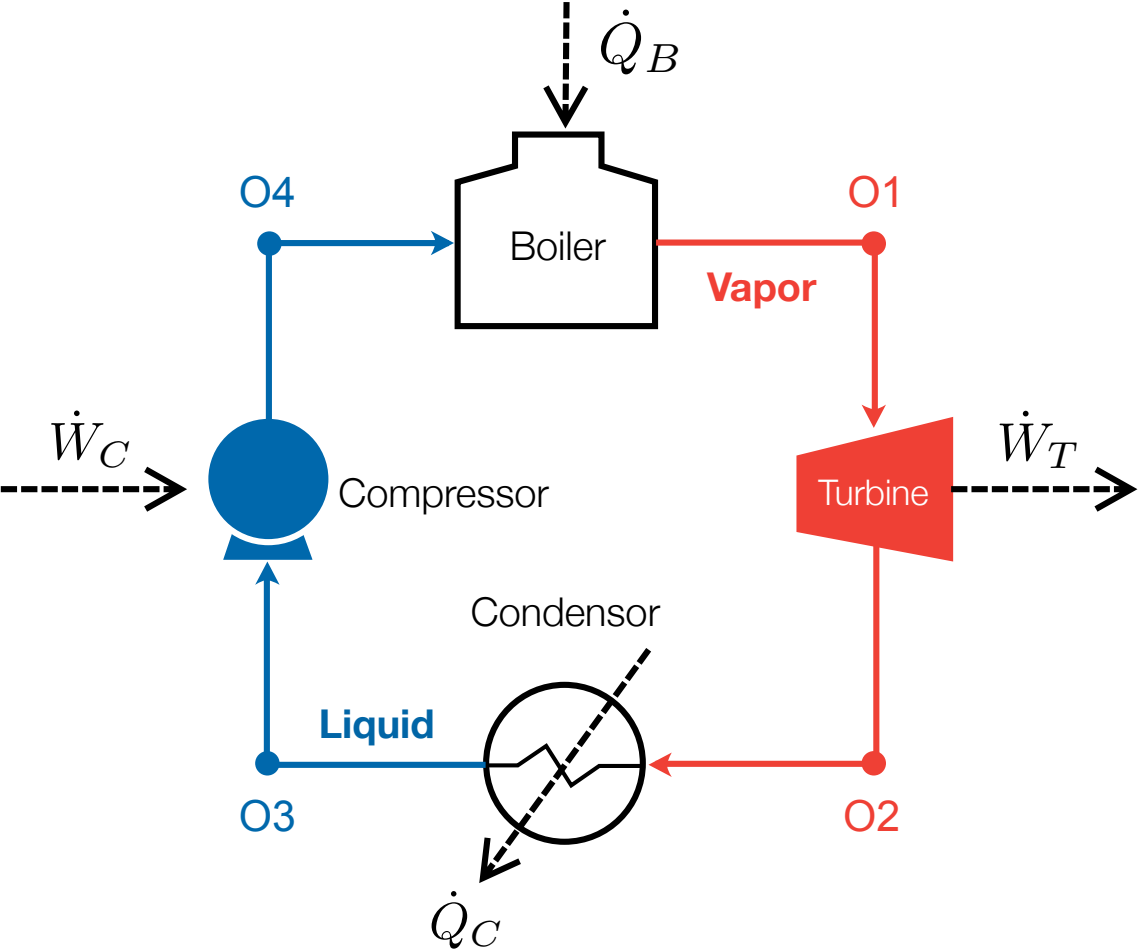 Q̇_B
O4
O1
Boiler
Vapor
Ẇ_C
Ẇ_T
Compressor
Turbine
Condensor
Liquid
O3
O2
Q̇_C